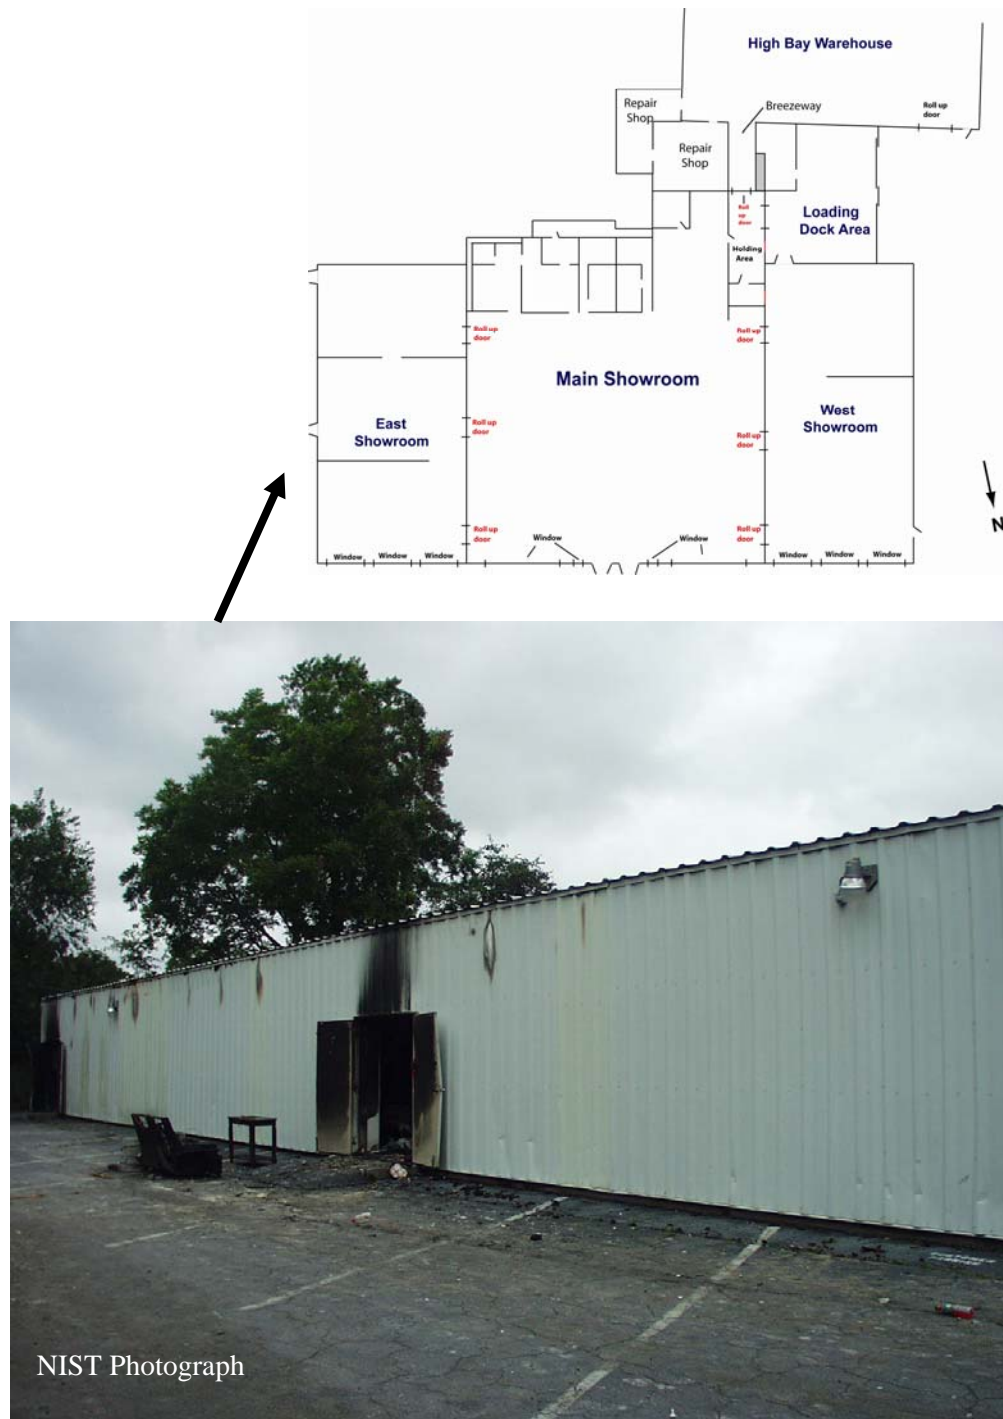 High Bay Warehouse
Breezeway
Roll up
door
Repair
Shop
Repair
Shop
Roll
up
door
Loading
Dock Area
Holding
Area
Roll up
door
Roll up
door
Main Showroom
East
Showroom
Roll up
door
Roll up
door
West
Showroom
N
Roll up
door
Roll up
door
Window
Window
Window Window Window
Window Window Window
NIST Photograph